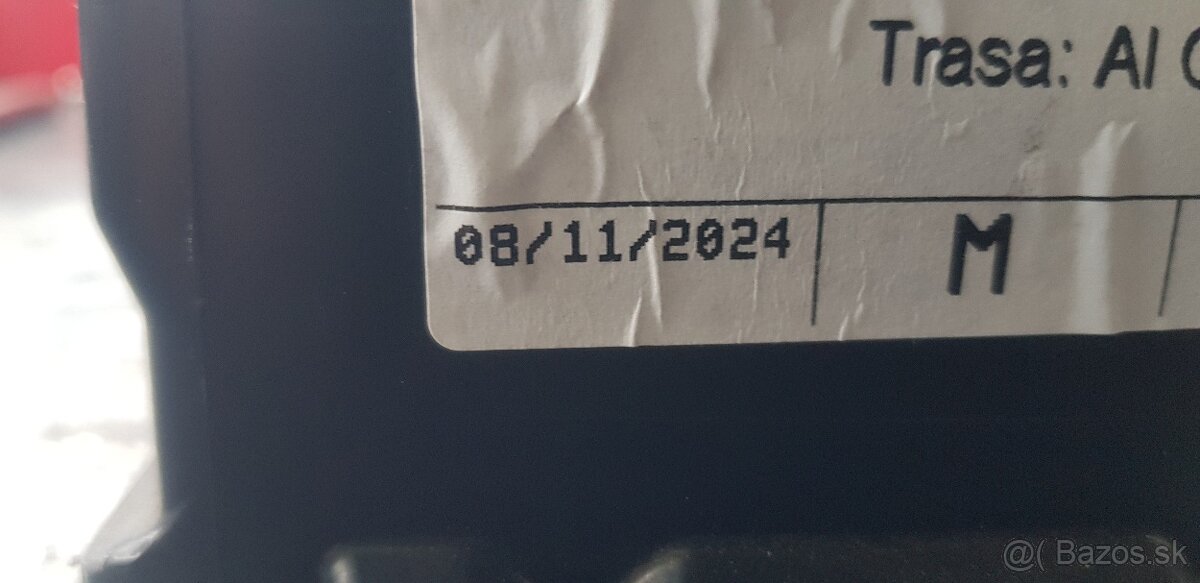 Trasa: Al
08/11/2024 M
@( Bazos.sk